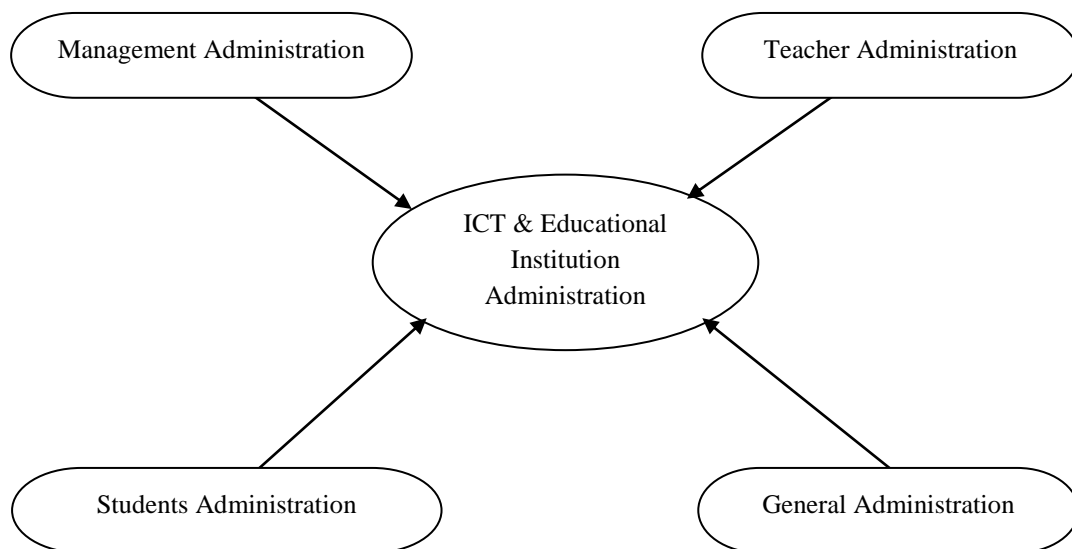 Management Administration
Teacher Administration
ICT & Educational
Institution
Administration
Students Administration
General Administration